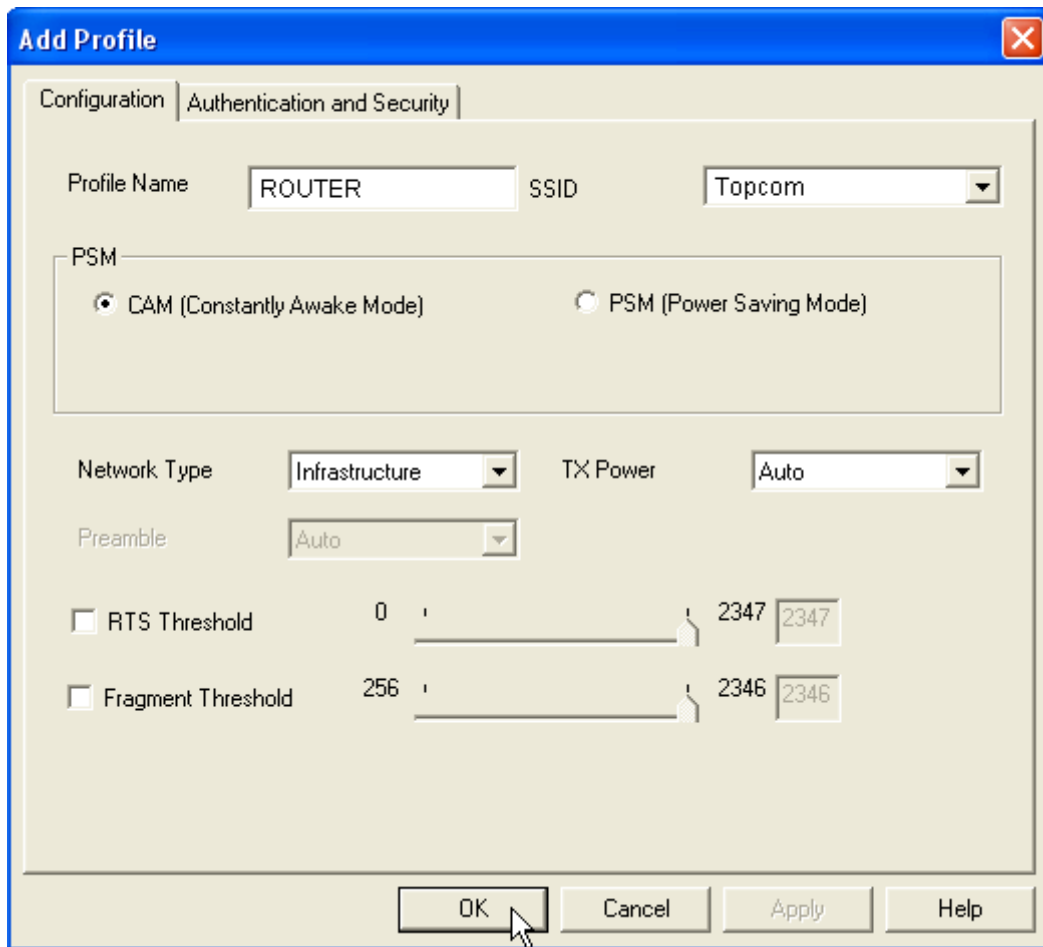 Add Profile
Configuration Authentication and Security
Profile Name ROUTER SSID Topcom
PSM
CAM (Constantly Awake Mode) PSM (Power Saving Mode)
Network Type Infrastructure TX Power Auto
Preamble Auto
RTS Threshold 0 2347 2347
Fragment Threshold 256 2346 2346
OK Cancel Apply Help